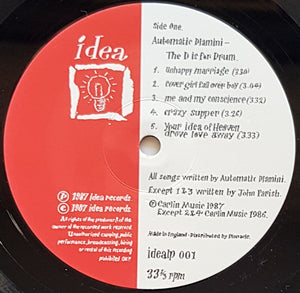 idea
Side One.
Automatic Dlamini -
The D is for Drum.
1. Unhappy marriage (3.30)
2. cover girl fall over boy (3.04)
3. me and my conscience (3.32)
4. crazy supper (3.26)
5. Your idea of Heaven
drove love away (3.33)
℗ 1987 idea records
© 1987 idea records
All rights of the producer & of the
owner of the recorded work reserved.
Unauthorised copying, public
performance, broadcasting, hiring
or rental of this recording
prohibited
All songs written by Automatic Dlamini.
Except 1 & 3 written by John Parish.
© Carlin Music 1987
Except 2 & 4 Carlin Music 1986.
Made in England - Distributed by Pinnacle.
idealp 001
33⅓ rpm